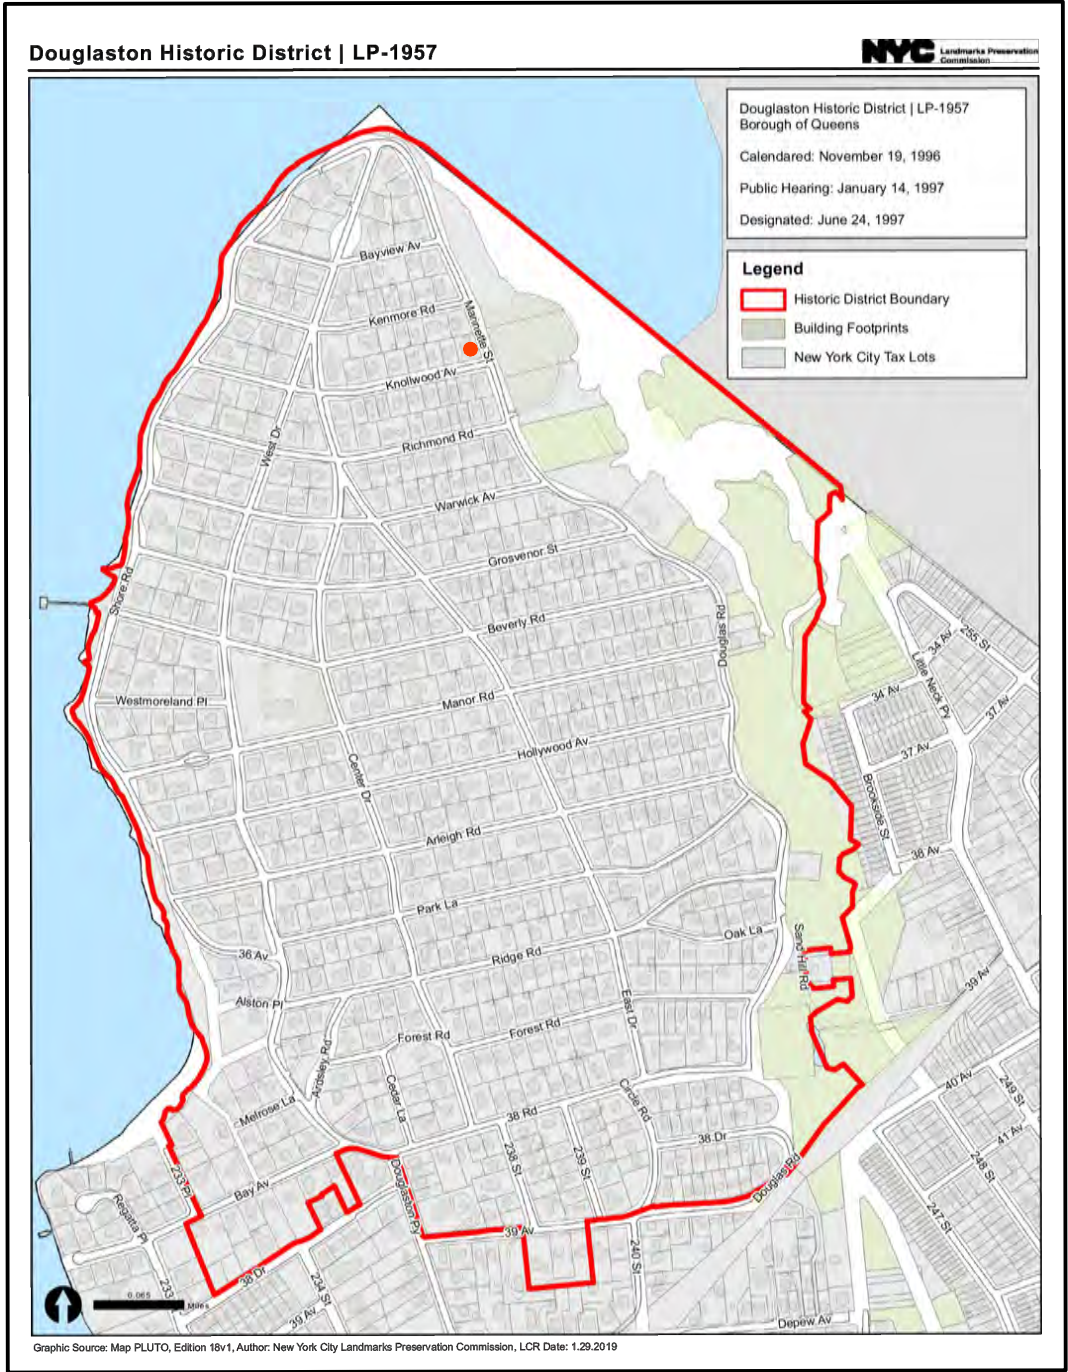 Douglaston Historic District | LP-1957
NYC Landmarks Preservation
Commission
Douglaston Historic District | LP-1957
Borough of Queens
Calendared: November 19, 1996
Public Hearing: January 14, 1997
Designated: June 24, 1997
Legend
Historic District Boundary
Building Footprints
New York City Tax Lots
Bayview Av
Kenmore Rd
Marinette St
Knollwood Av
West Dr
Richmond Rd
Warwick Av
Grosvenor St
Shore Rd
Beverly Rd
Douglas Rd
34 Av
255 St
Little Neck Py
Westmoreland Pl
Manor Rd
34 Av
37 Av
Hollywood Av
37 Av
Center Dr
Brookside St
Arleigh Rd
38 Av
Park La
Oak La
Sand Hill Rd
36 Av
Ridge Rd
39 Av
Alston Pl
East Dr
Forest Rd
Forest Rd
Ardsley Rd
Cedar La
Circle Rd
40 Av
249 St
Melrose La
38 Rd
41 Av
38 Dr
238 St
239 St
248 St
233 Pl
Bay Av
Douglaston Py
Douglas Rd
Regatta Pl
39 Av
247 St
240 St
38 Dr
233
234 St
39 Av
Depew Av
0.065
Miles
Graphic Source: Map PLUTO, Edition 18v1, Author: New York City Landmarks Preservation Commission, LCR Date: 1.29.2019